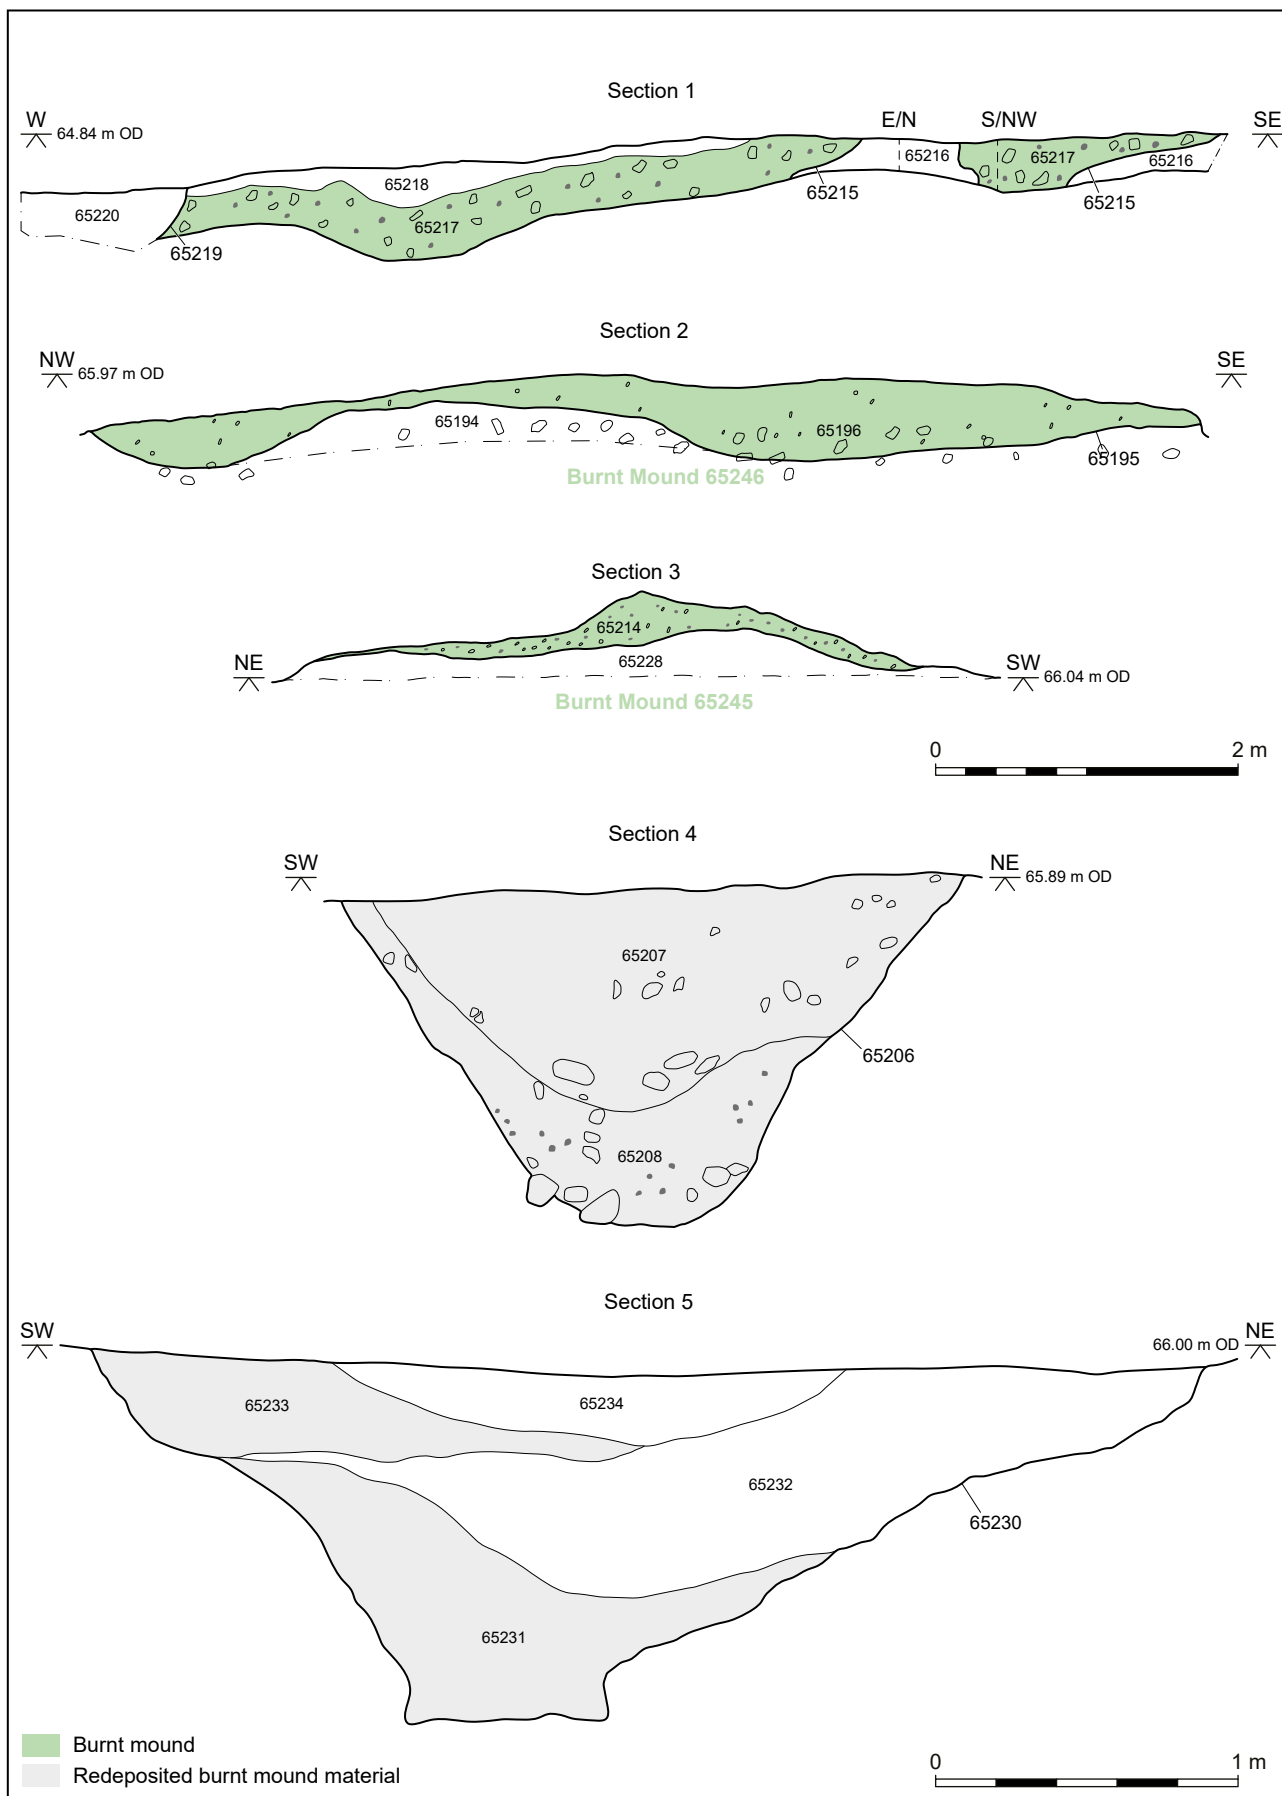 Section 1
W
64.84 m OD
E/N
S/NW
SE
65220
65219
65218
65217
65215
65216
65217
65216
65215
Section 2
NW
65.97 m OD
SE
65194
65196
65195
Burnt Mound 65246
Section 3
65214
65228
NE
SW
66.04 m OD
Burnt Mound 65245
0
2 m
Section 4
SW
NE
65.89 m OD
65207
65206
65208
Section 5
SW
66.00 m OD
NE
65233
65234
65232
65230
65231
Burnt mound
Redeposited burnt mound material
0
1 m